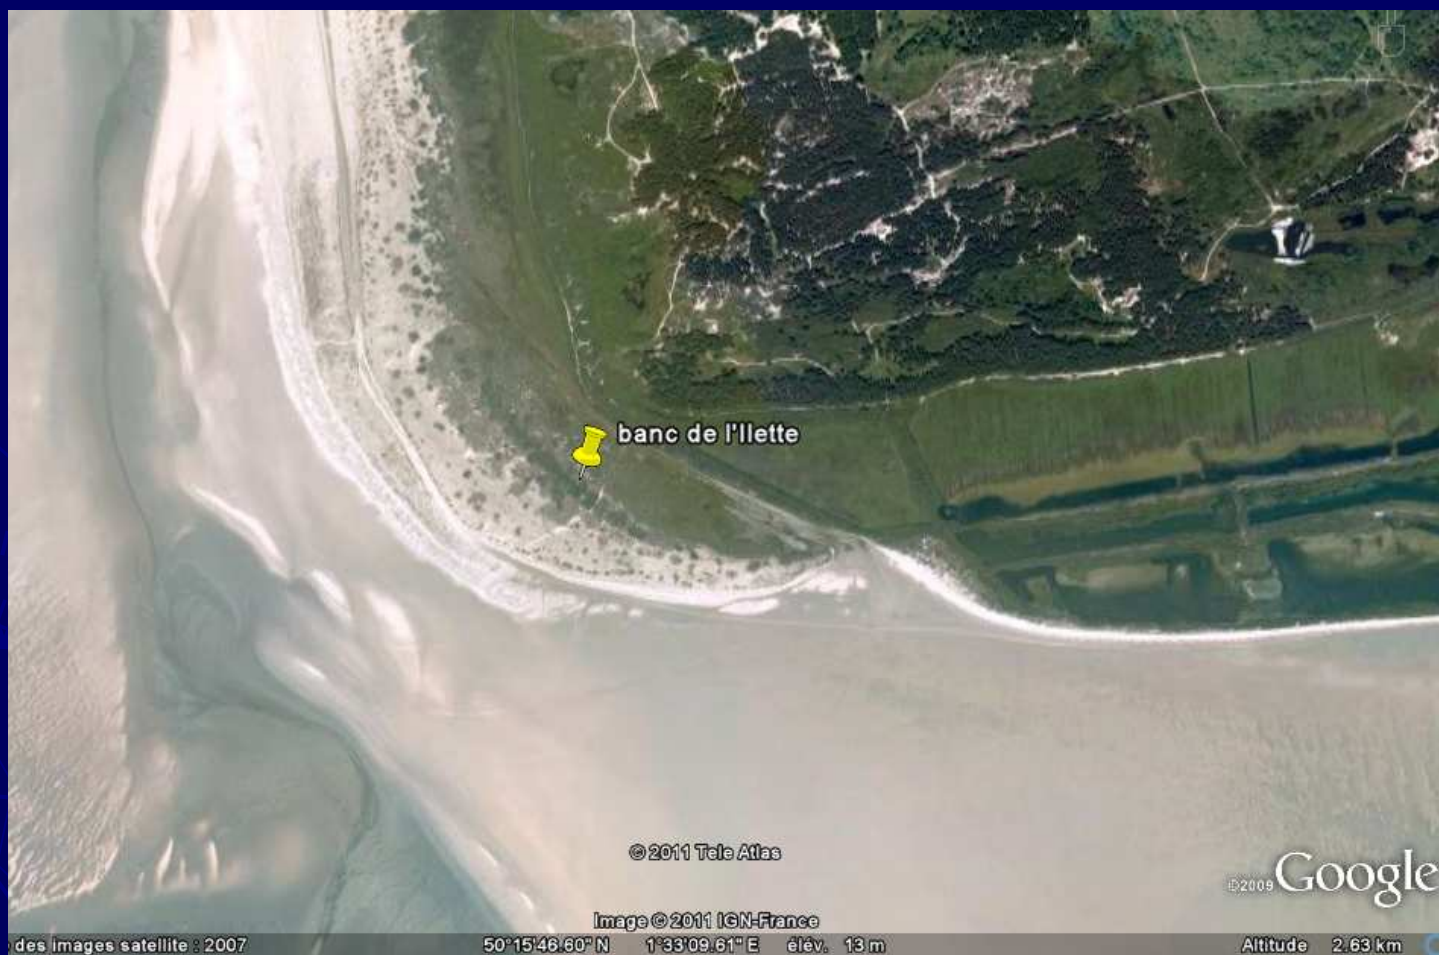 banc de l'Ilette
© 2011 Tele Atlas
©2009 Google
Image © 2011 IGN-France
des images satellite : 2007 50°15'46.60" N 1°33'09.61" E élév. 13 m Altitude 2.63 km